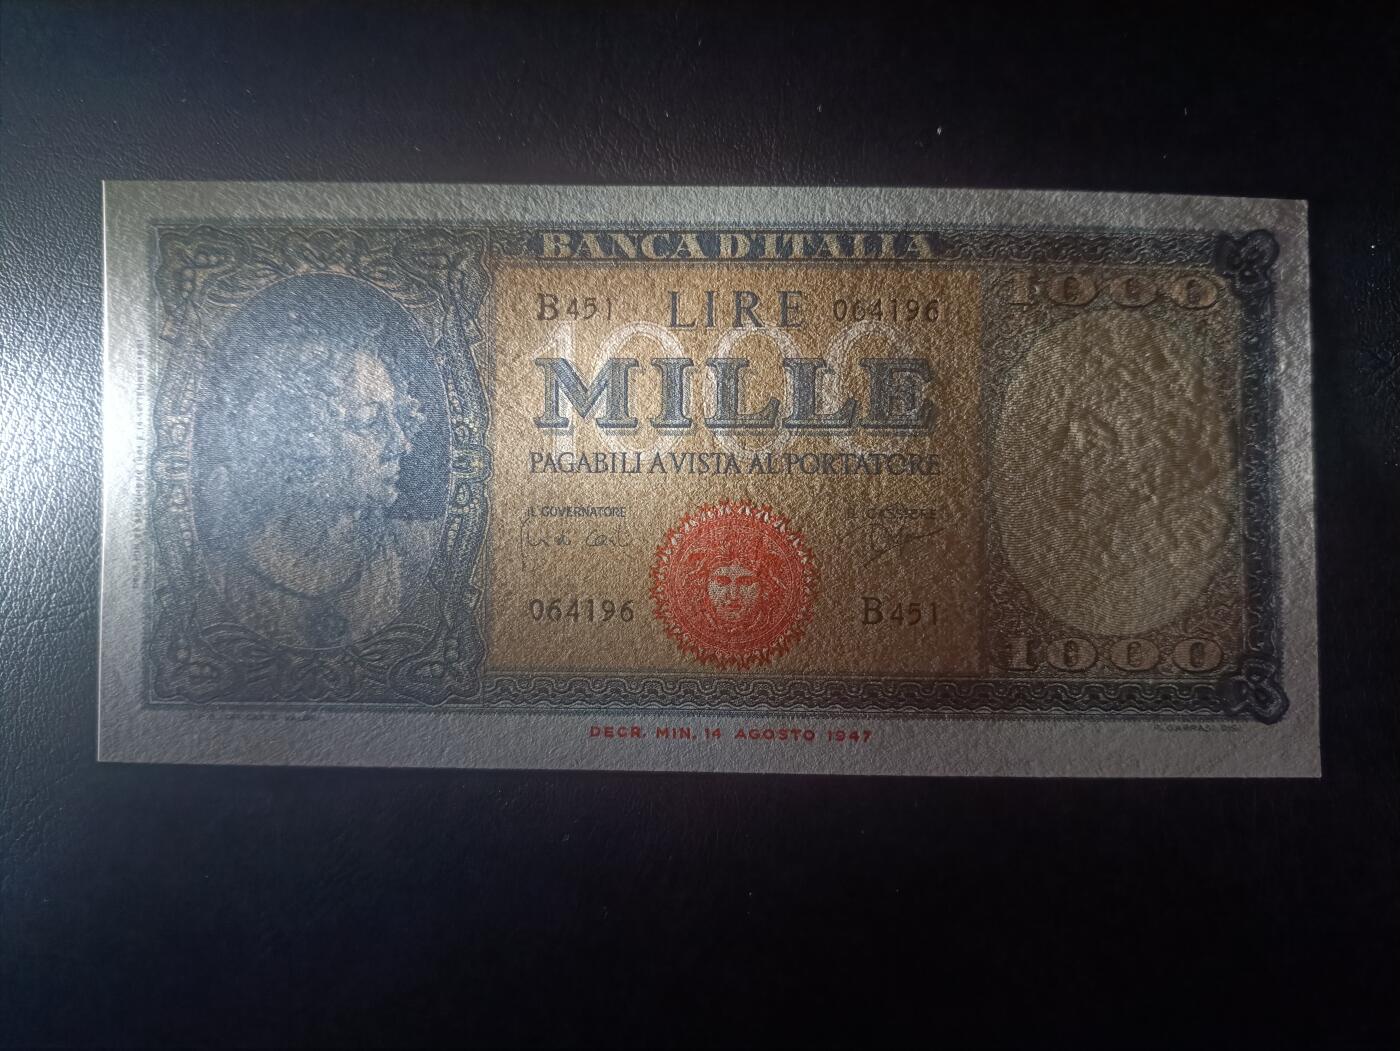 BANCA D'ITALIA
1000
B451 LIRE 064196
1000
MILLE
PAGABILI A VISTA AL PORTATORE
IL GOVERNATORE IL CASSIERE
064196 B451
1000
DECR. MIN. 14 AGOSTO 1947